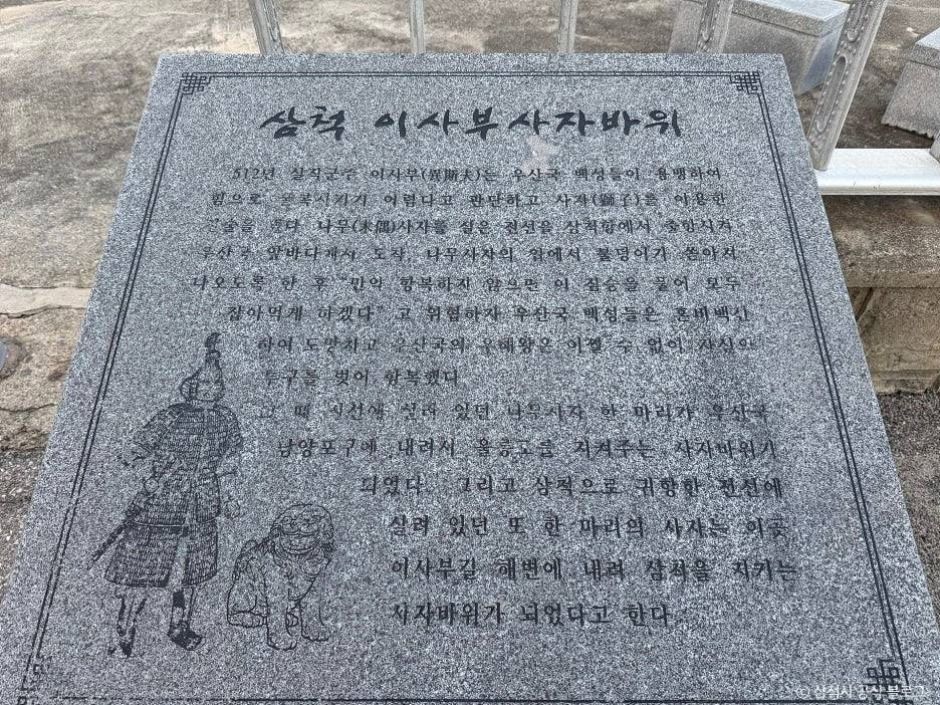 삼척 이사부사자바위
512년 실직군주 이사부(異斯夫)는 우산국 백성들이 용맹하여
힘으로 굴복시키기 어렵다고 판단하고 사자(獅子)를 이용한
전술을 폈다. 나무(木偶)사자를 실은 전선을 삼척항에서 출항시켜
우산국 앞바다에서 도착, 나무사자의 입에서 불덩이가 쏟아져
나오도록 한 후 "만약 항복하지 않으면 이 짐승을 풀어 모두
잡아먹게 하겠다" 고 위협하자 우산국 백성들은 혼비백산
하여 도망치고 우산국의 우해왕은 어쩔 수 없이 자신의
투구를 벗어 항복했다
그 때 전선에 실려 있던 나무사자 한 마리가 우산국
남양포구에 내려서 울릉도를 지켜주는 사자바위가
되었다. 그리고 삼척으로 귀항한 전선에
실려 있던 또 한 마리의 사자는 이곳
이사부길 해변에 내려 삼척을 지키는
사자바위가 되었다고 한다
© 삼척시 공식 블로그